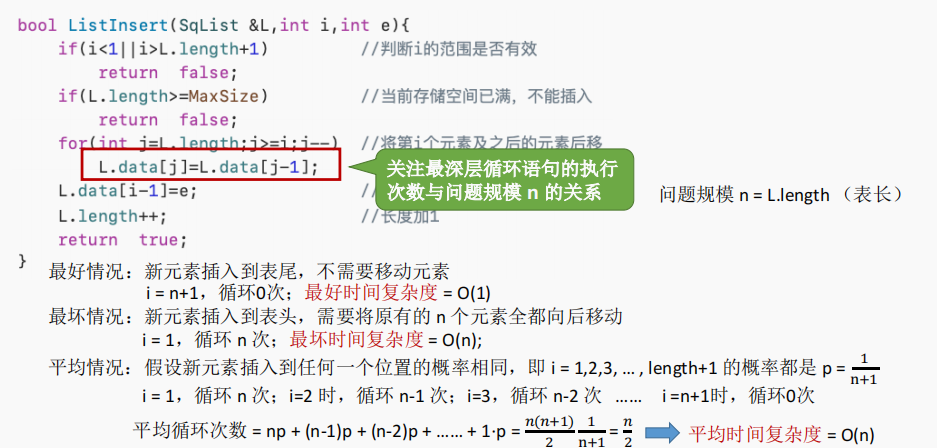 bool ListInsert(SqList &L,int i,int e){
if(i<1||i>L.length+1) //判断i的范围是否有效
return false;
if(L.length>=MaxSize) //当前存储空间已满，不能插入
return false;
for(int j=L.length;j>=i;j--) //将第i个元素及之后的元素后移
L.data[j]=L.data[j-1];
关注最深层循环语句的执行
次数与问题规模 n 的关系
L.data[i-1]=e; //
问题规模 n = L.length （表长）
L.length++; //长度加1
return true;
}
最好情况：新元素插入到表尾，不需要移动元素
i = n+1，循环0次；最好时间复杂度 = O(1)
最坏情况：新元素插入到表头，需要将原有的 n 个元素全都向后移动
i = 1，循环 n 次；最坏时间复杂度 = O(n);
平均情况：假设新元素插入到任何一个位置的概率相同，即 i = 1,2,3, … , length+1 的概率都是 p = 1/(n+1)
i = 1，循环 n 次；i=2 时，循环 n-1 次；i=3，循环 n-2 次 …… i =n+1时，循环0次
平均循环次数 = np + (n-1)p + (n-2)p + …… + 1⋅p = n(n+1)/2 1/(n+1) = n/2 平均时间复杂度 = O(n)